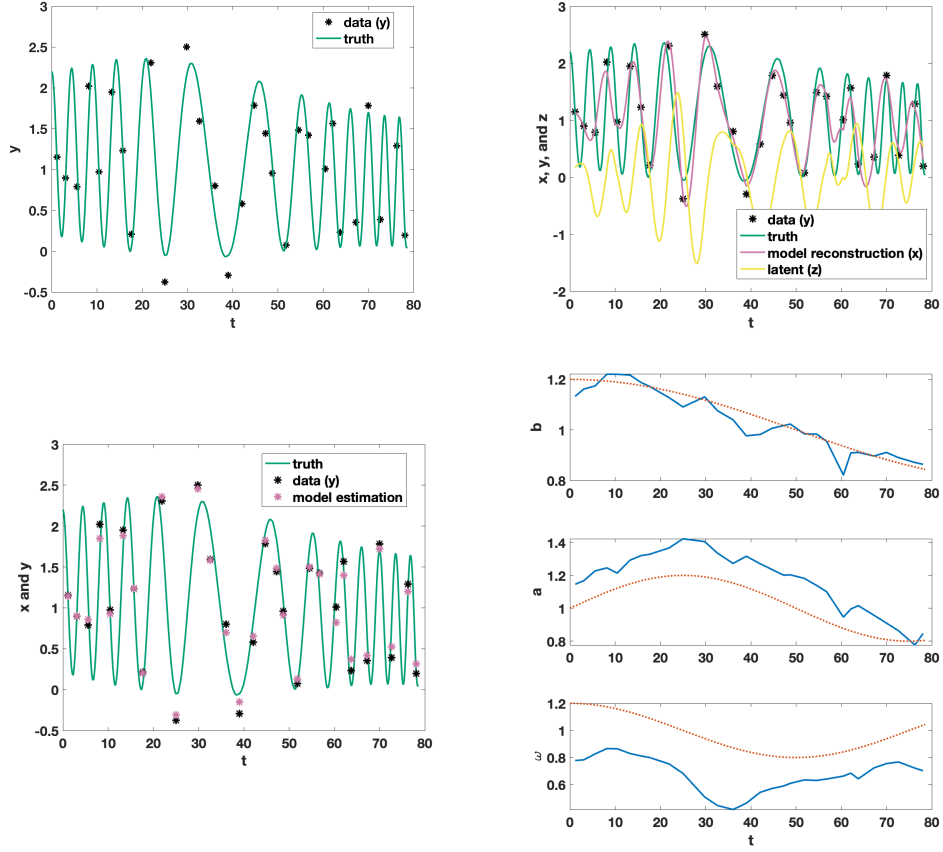 3
2.5
2
1.5
1
0.5
0
-0.5
y
0 10 20 30 40 50 60 70 80
t
data (y)
truth
3
2
1
0
-1
-2
x, y, and z
0 10 20 30 40 50 60 70 80
t
data (y)
truth
model reconstruction (x)
latent (z)
3
2.5
2
1.5
1
0.5
0
-0.5
x and y
0 10 20 30 40 50 60 70 80
t
truth
data (y)
model estimation
1.2
1
0.8
b
0 10 20 30 40 50 60 70 80
1.4
1.2
1
0.8
a
0 10 20 30 40 50 60 70 80
1.2
1
0.8
0.6
ω
0 10 20 30 40 50 60 70 80
t